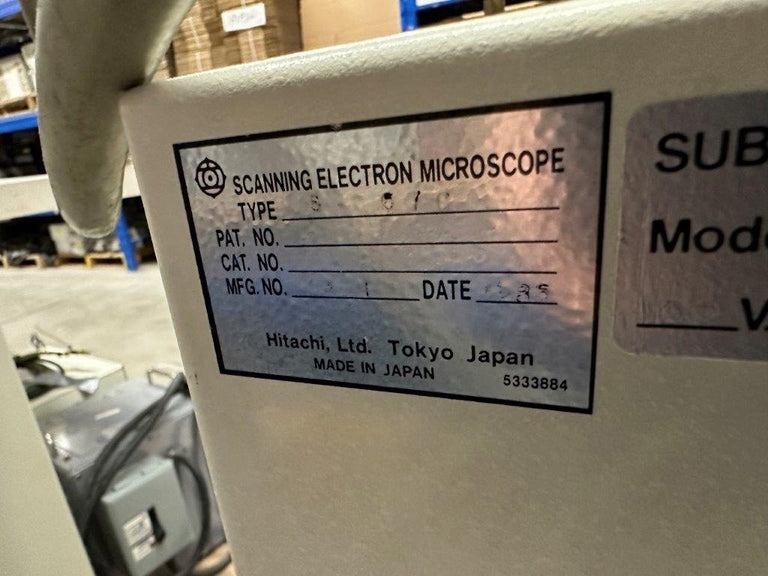 SCANNING ELECTRON MICROSCOPE
TYPE
PAT. NO.
CAT. NO.
MFG. NO. DATE
Hitachi, Ltd. Tokyo Japan
MADE IN JAPAN 5333884
SUB
Mod
V